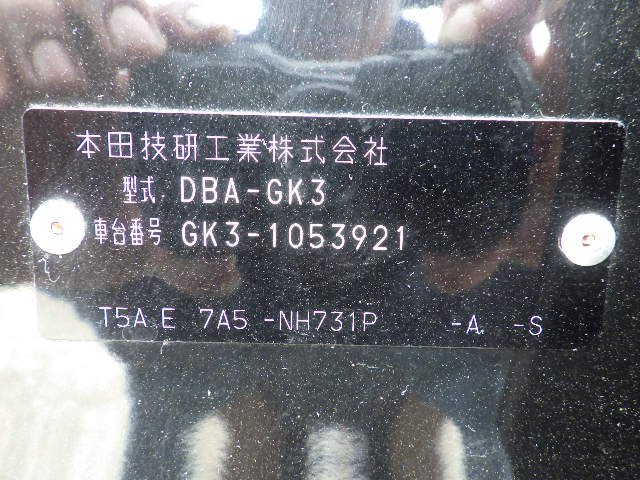 本田技研工業株式会社
型式 DBA-GK3
車台番号 GK3-1053921
T5A E 7A5 -NH731P -A -S